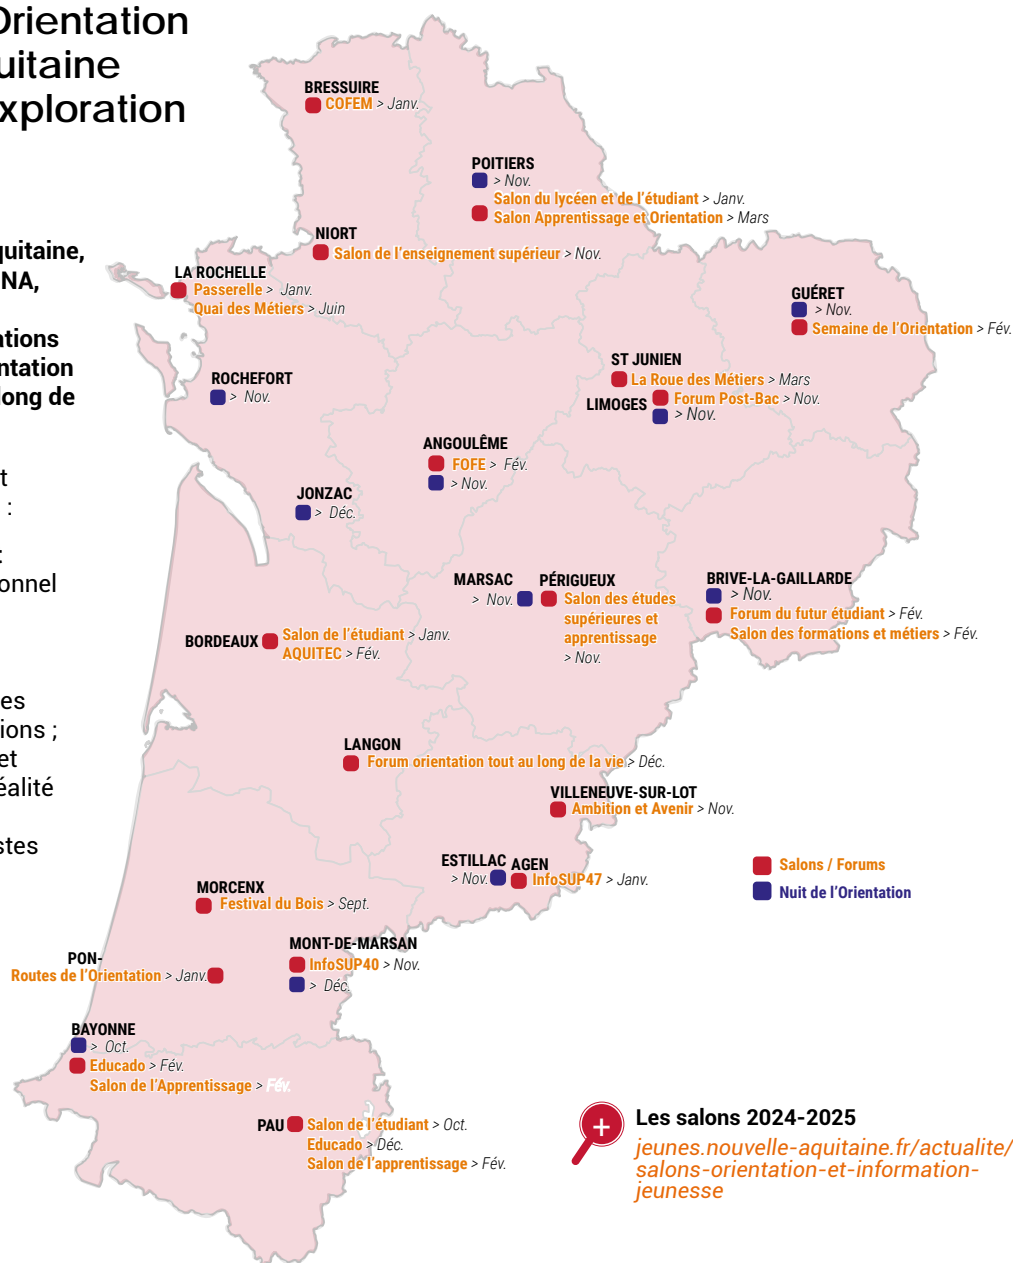 Orientation
uitaine
xploration
quitaine,
NA,
ations
ntation
long de
t
:
:
onnel
es
ions ;
et
éalité
stes
BRESSUIRE
COFEM > Janv.
POITIERS
> Nov.
Salon du lycéen et de l'étudiant > Janv.
Salon Apprentissage et Orientation > Mars
NIORT
Salon de l'enseignement supérieur > Nov.
LA ROCHELLE
Passerelle > Janv.
Quai des Métiers > Juin
GUÉRET
> Nov.
Semaine de l'Orientation > Fév.
ROCHEFORT
> Nov.
ST JUNIEN
La Roue des Métiers > Mars
LIMOGES
Forum Post-Bac > Nov.
> Nov.
ANGOULÊME
FOFE > Fév.
> Nov.
JONZAC
> Déc.
MARSAC
> Nov.
PÉRIGUEUX
Salon des études
supérieures et
apprentissage
> Nov.
BRIVE-LA-GAILLARDE
> Nov.
Forum du futur étudiant > Fév.
Salon des formations et métiers > Fév.
BORDEAUX
Salon de l'étudiant > Janv.
AQUITEC > Fév.
LANGON
Forum orientation tout au long de la vie > Déc.
VILLENEUVE-SUR-LOT
Ambition et Avenir > Nov.
ESTILLAC
> Nov.
AGEN
InfoSUP47 > Janv.
Salons / Forums
Nuit de l'Orientation
MORCENX
Festival du Bois > Sept.
MONT-DE-MARSAN
InfoSUP40 > Nov.
> Déc.
PON-
Routes de l'Orientation > Janv.
BAYONNE
> Oct.
Educado > Fév.
Salon de l'Apprentissage > Fév.
PAU
Salon de l'étudiant > Oct.
Educado > Déc.
Salon de l'apprentissage > Fév.
Les salons 2024-2025
jeunes.nouvelle-aquitaine.fr/actualite/
salons-orientation-et-information-
jeunesse